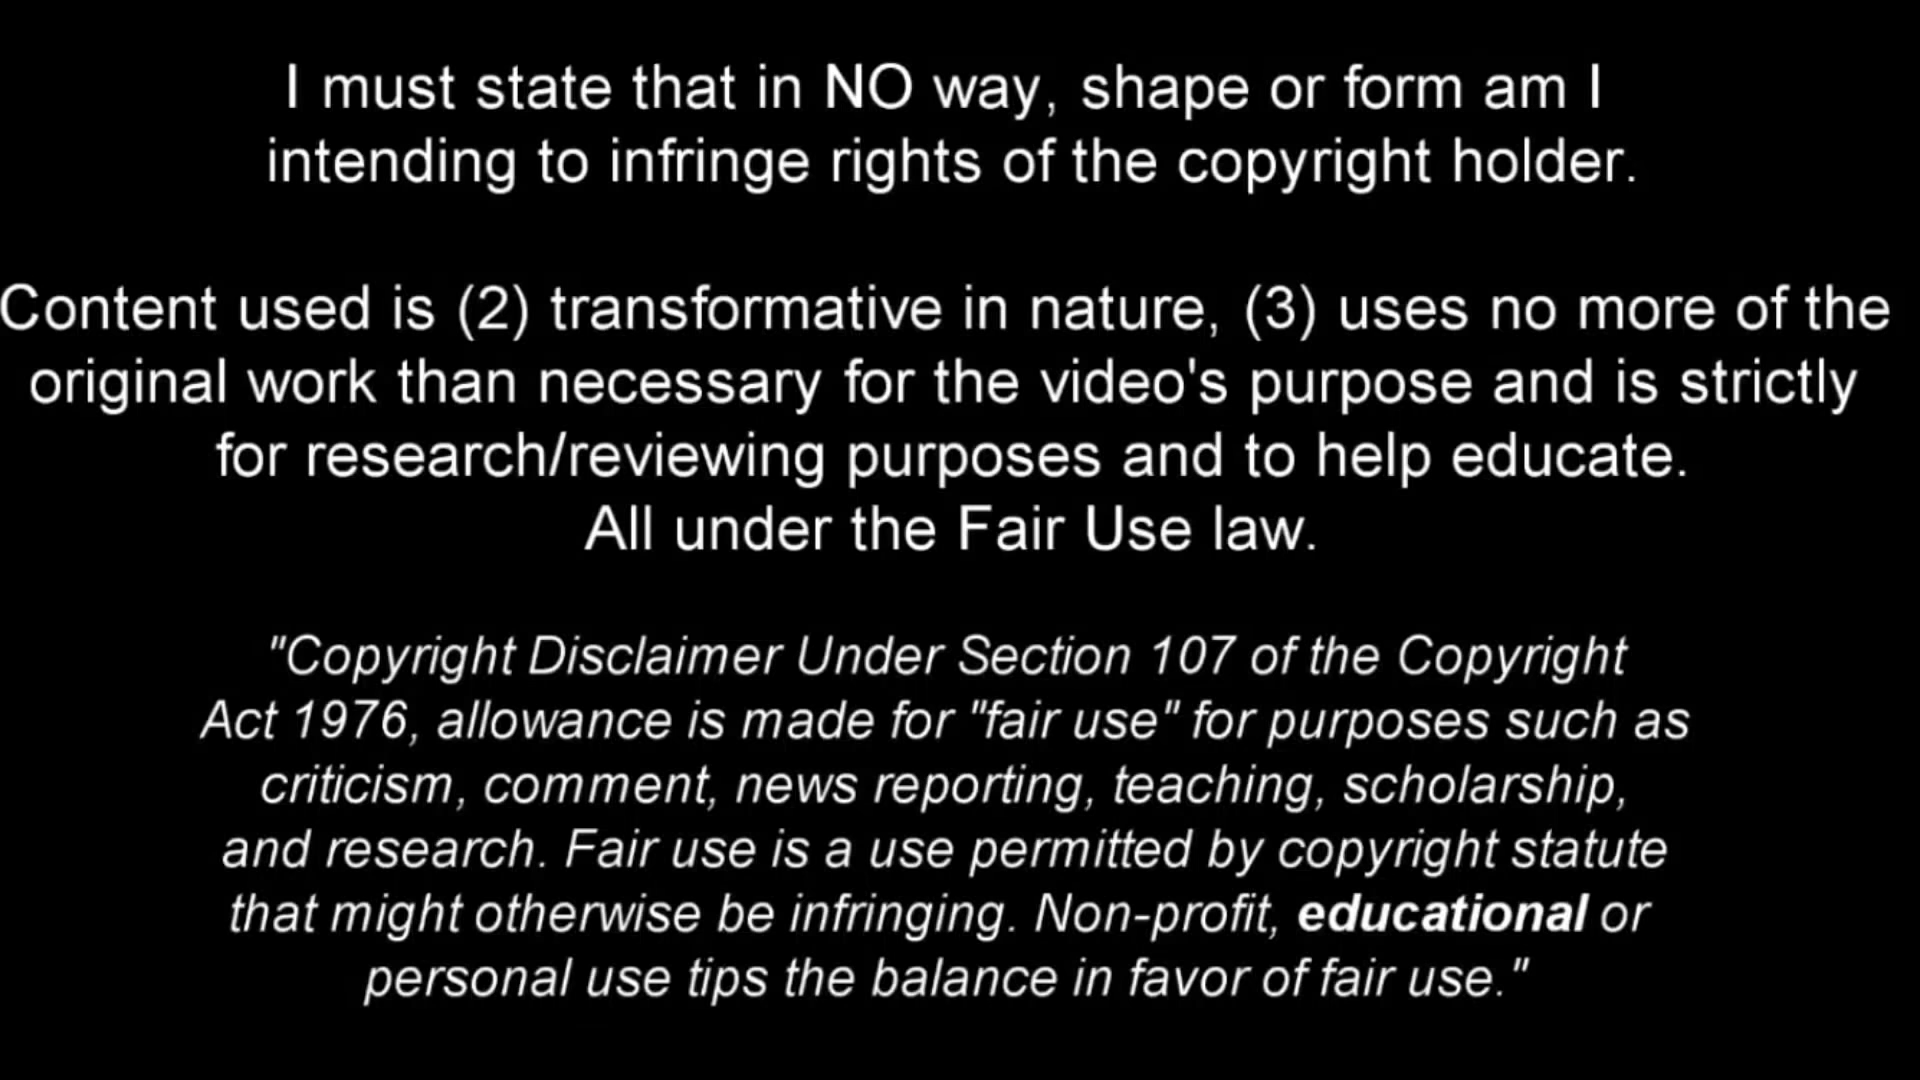 I must state that in NO way, shape or form am I
intending to infringe rights of the copyright holder.
Content used is (2) transformative in nature, (3) uses no more of the
original work than necessary for the video's purpose and is strictly
for research/reviewing purposes and to help educate.
All under the Fair Use law.
"Copyright Disclaimer Under Section 107 of the Copyright
Act 1976, allowance is made for "fair use" for purposes such as
criticism, comment, news reporting, teaching, scholarship,
and research. Fair use is a use permitted by copyright statute
that might otherwise be infringing. Non-profit, educational or
personal use tips the balance in favor of fair use."